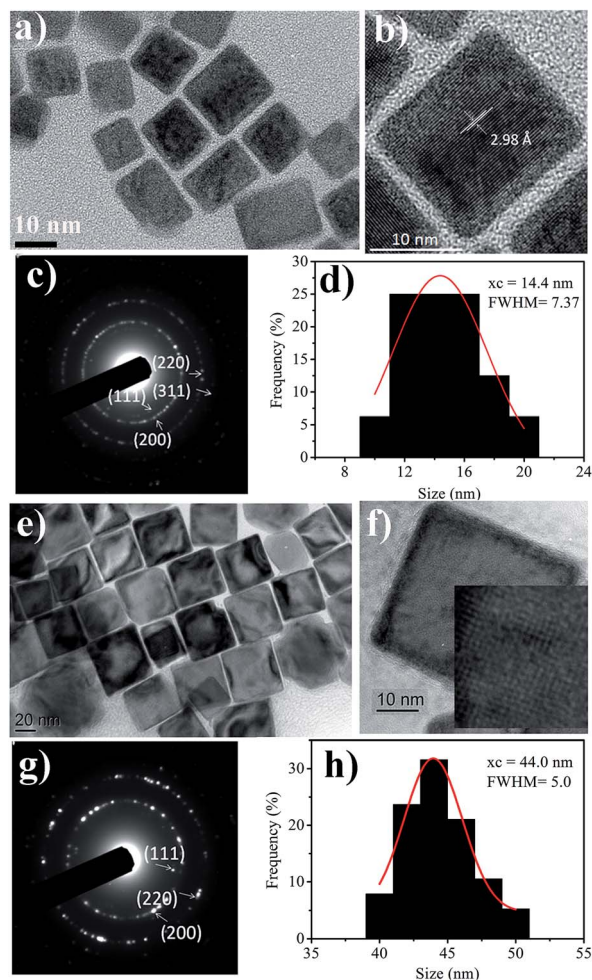 a)
10 nm
b)
2.98 Å
10 nm
c)
(220)
(311)
(111)
(200)
d)
xc = 14.4 nm
FWHM= 7.37
Frequency (%)
30
25
20
15
10
5
0
8 12 16 20 24
Size (nm)
e)
20 nm
f)
10 nm
g)
(111)
(220)
(200)
h)
xc = 44.0 nm
FWHM= 5.0
Frequency (%)
30
20
10
0
35 40 45 50 55
Size (nm)